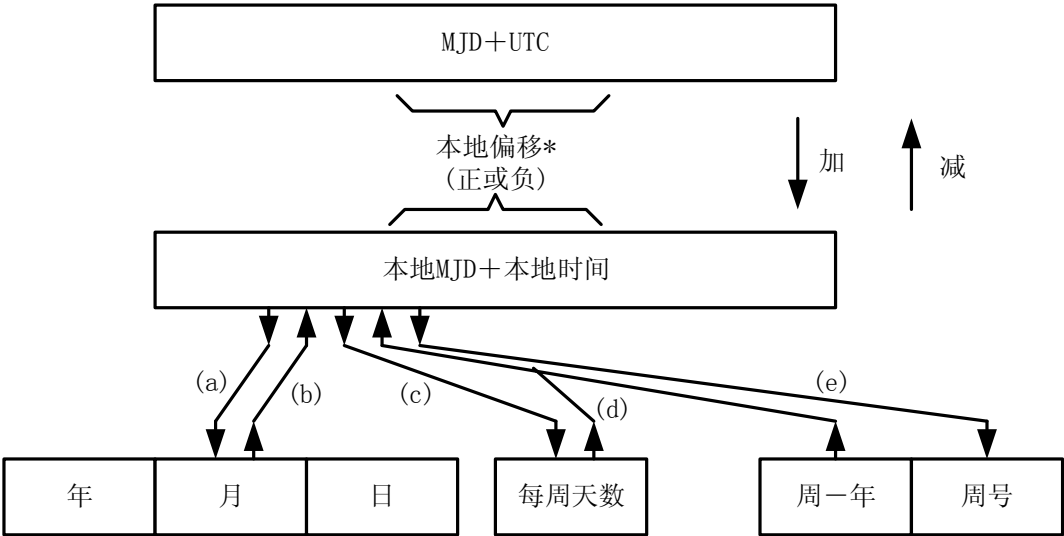 MJD＋UTC
本地偏移*
(正或负)
加
减
本地MJD＋本地时间
(a)
(b)
(c)
(d)
(e)
年
月
日
每周天数
周－年
周号